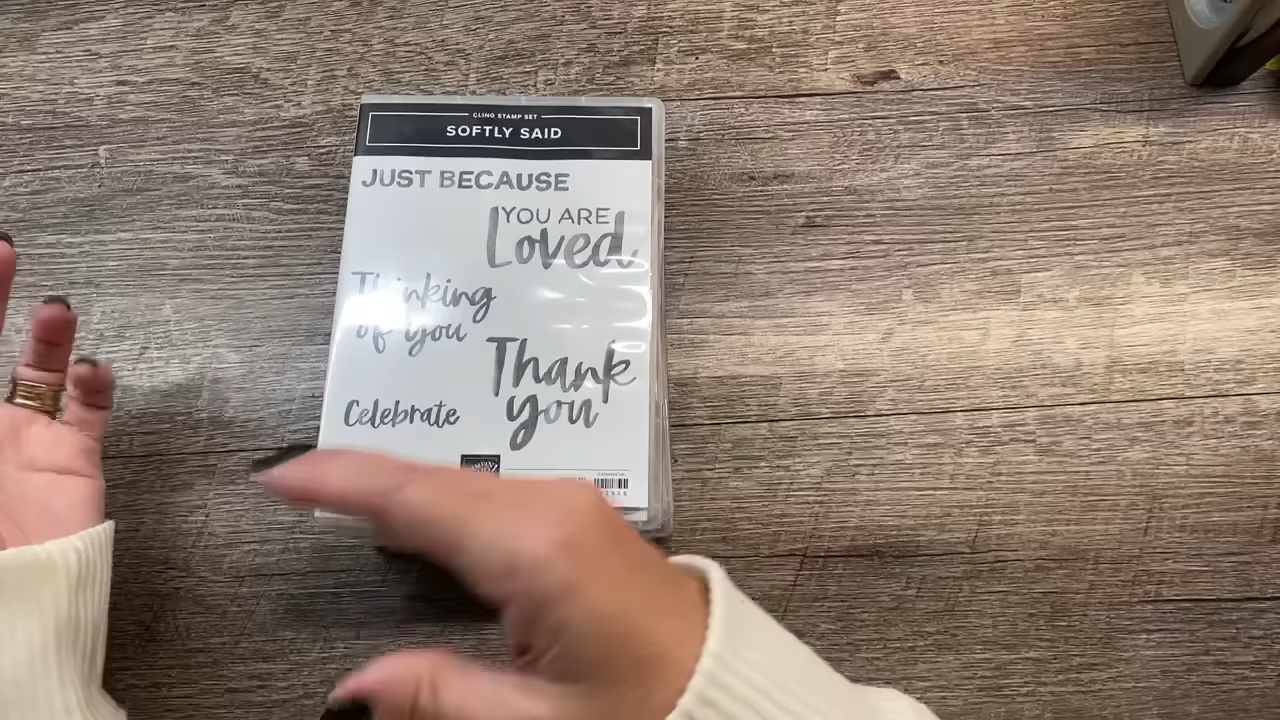 CLING STAMP SET
SOFTLY SAID
JUST BECAUSE
YOU ARE
Loved
Thinking
of you
Thank
you
Celebrate